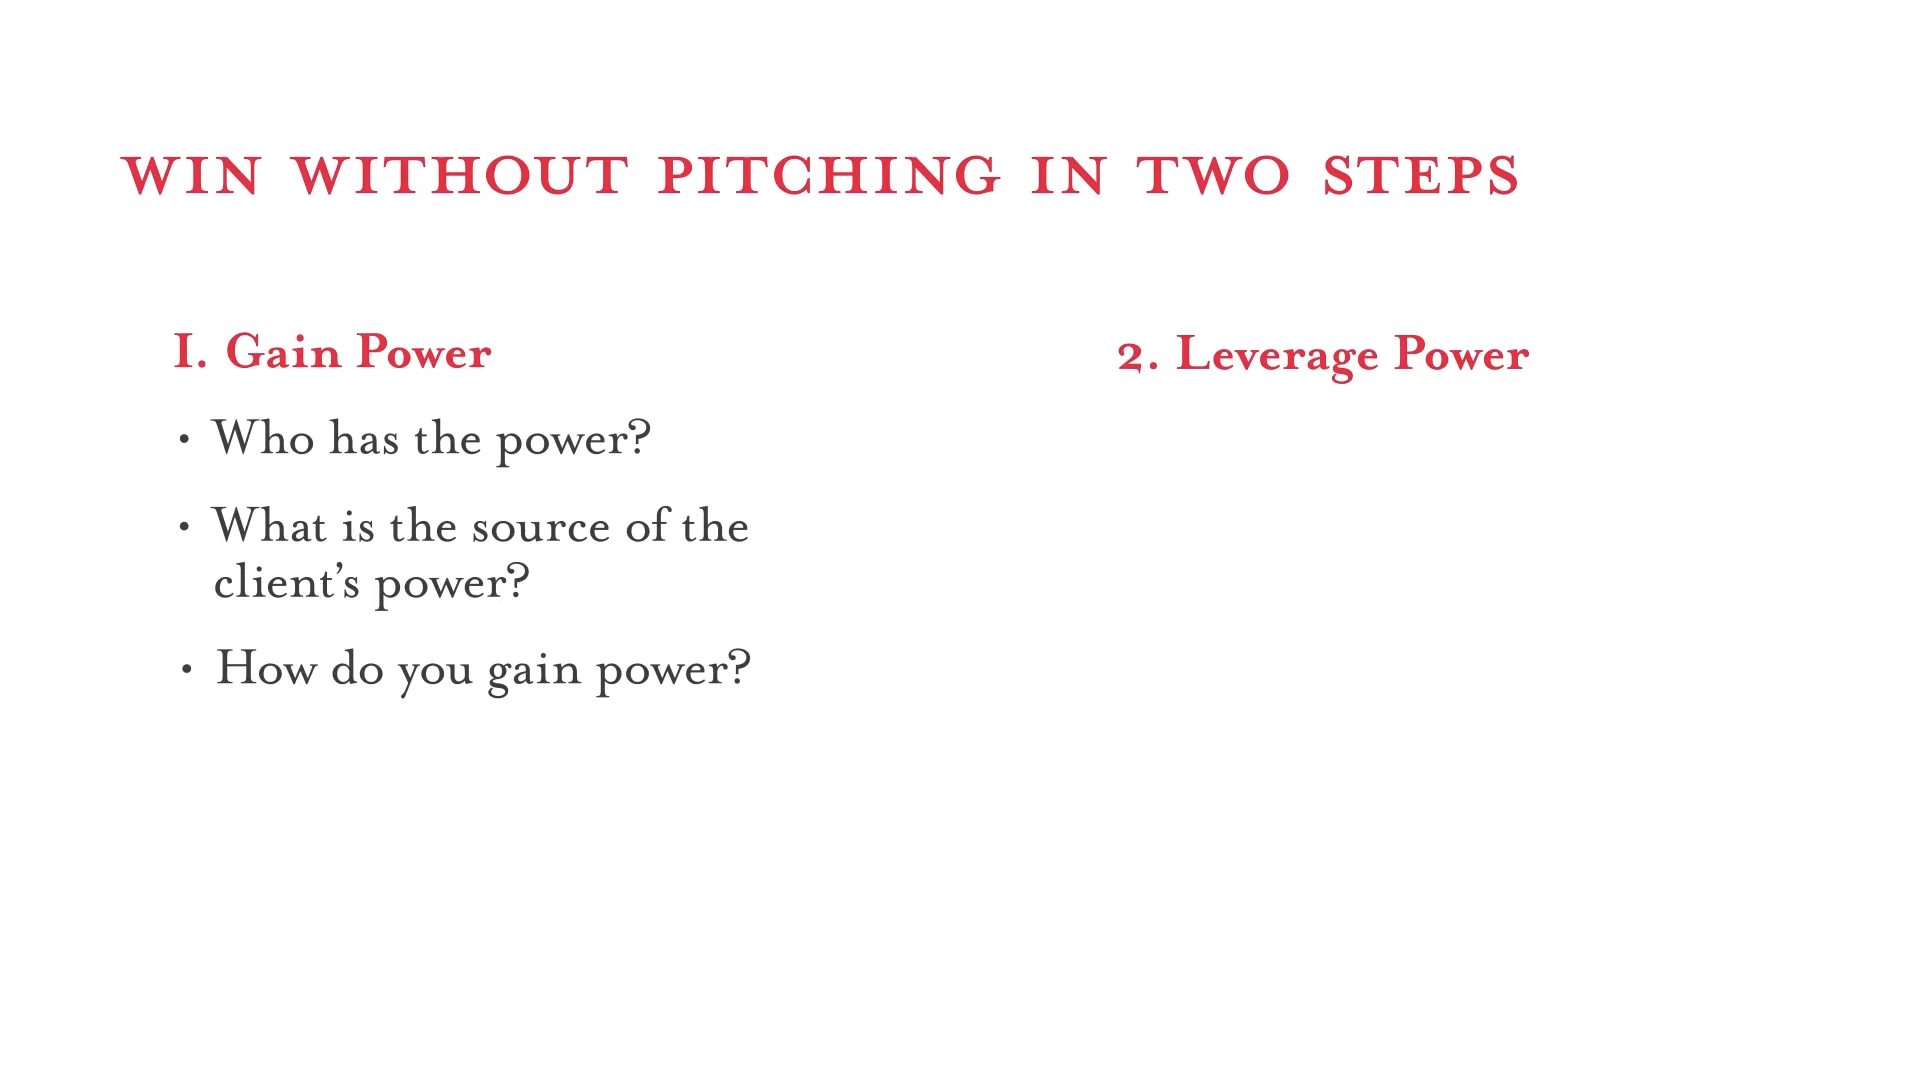 WIN WITHOUT PITCHING IN TWO STEPS
1. Gain Power
• Who has the power?
• What is the source of the
client’s power?
• How do you gain power?
2. Leverage Power